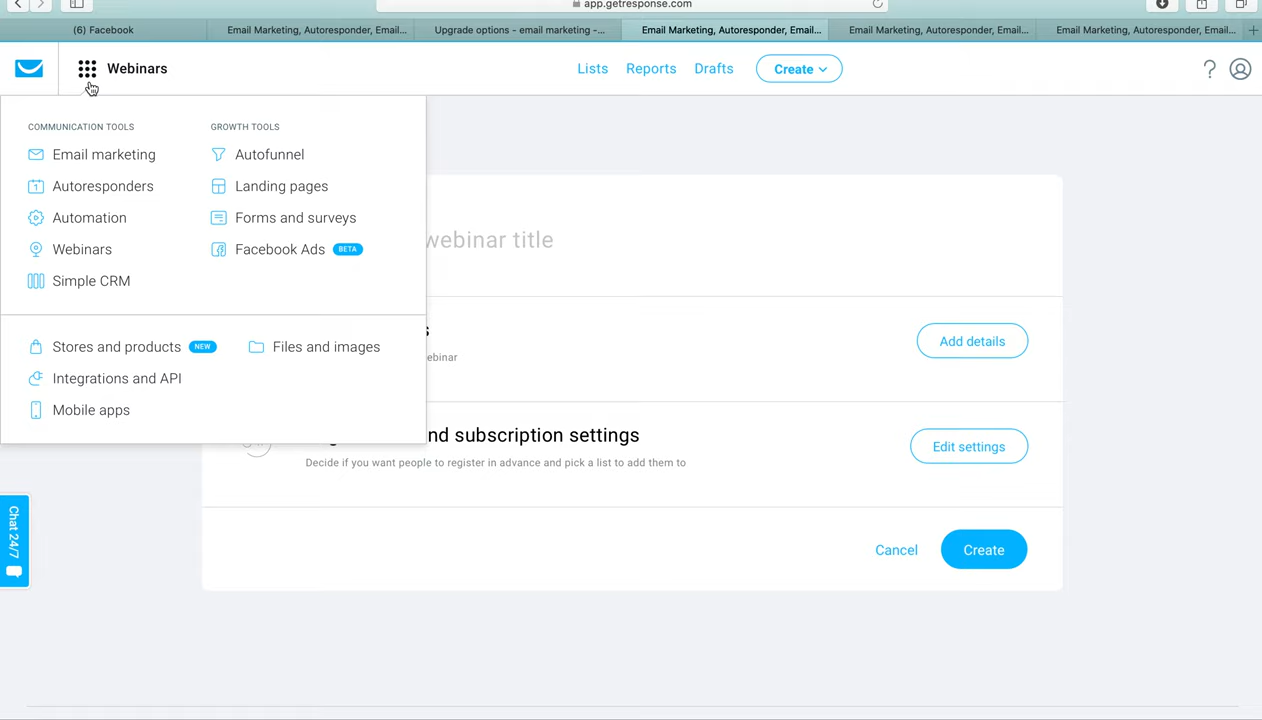 app.getresponse.com
(6) Facebook
Email Marketing, Autoresponder, Email...
Upgrade options - email marketing -...
Email Marketing, Autoresponder, Email...
Email Marketing, Autoresponder, Email...
Email Marketing, Autoresponder, Email...
Webinars
Lists
Reports
Drafts
Create
?
COMMUNICATION TOOLS
Email marketing
Autoresponders
1
Automation
Webinars
Simple CRM
GROWTH TOOLS
Autofunnel
Landing pages
Forms and surveys
Facebook Ads BETA
Stores and products NEW
Files and images
Integrations and API
Mobile apps
webinar title
s
ebinar
Add details
nd subscription settings
Decide if you want people to register in advance and pick a list to add them to
Edit settings
Cancel
Create
Chat 24/7